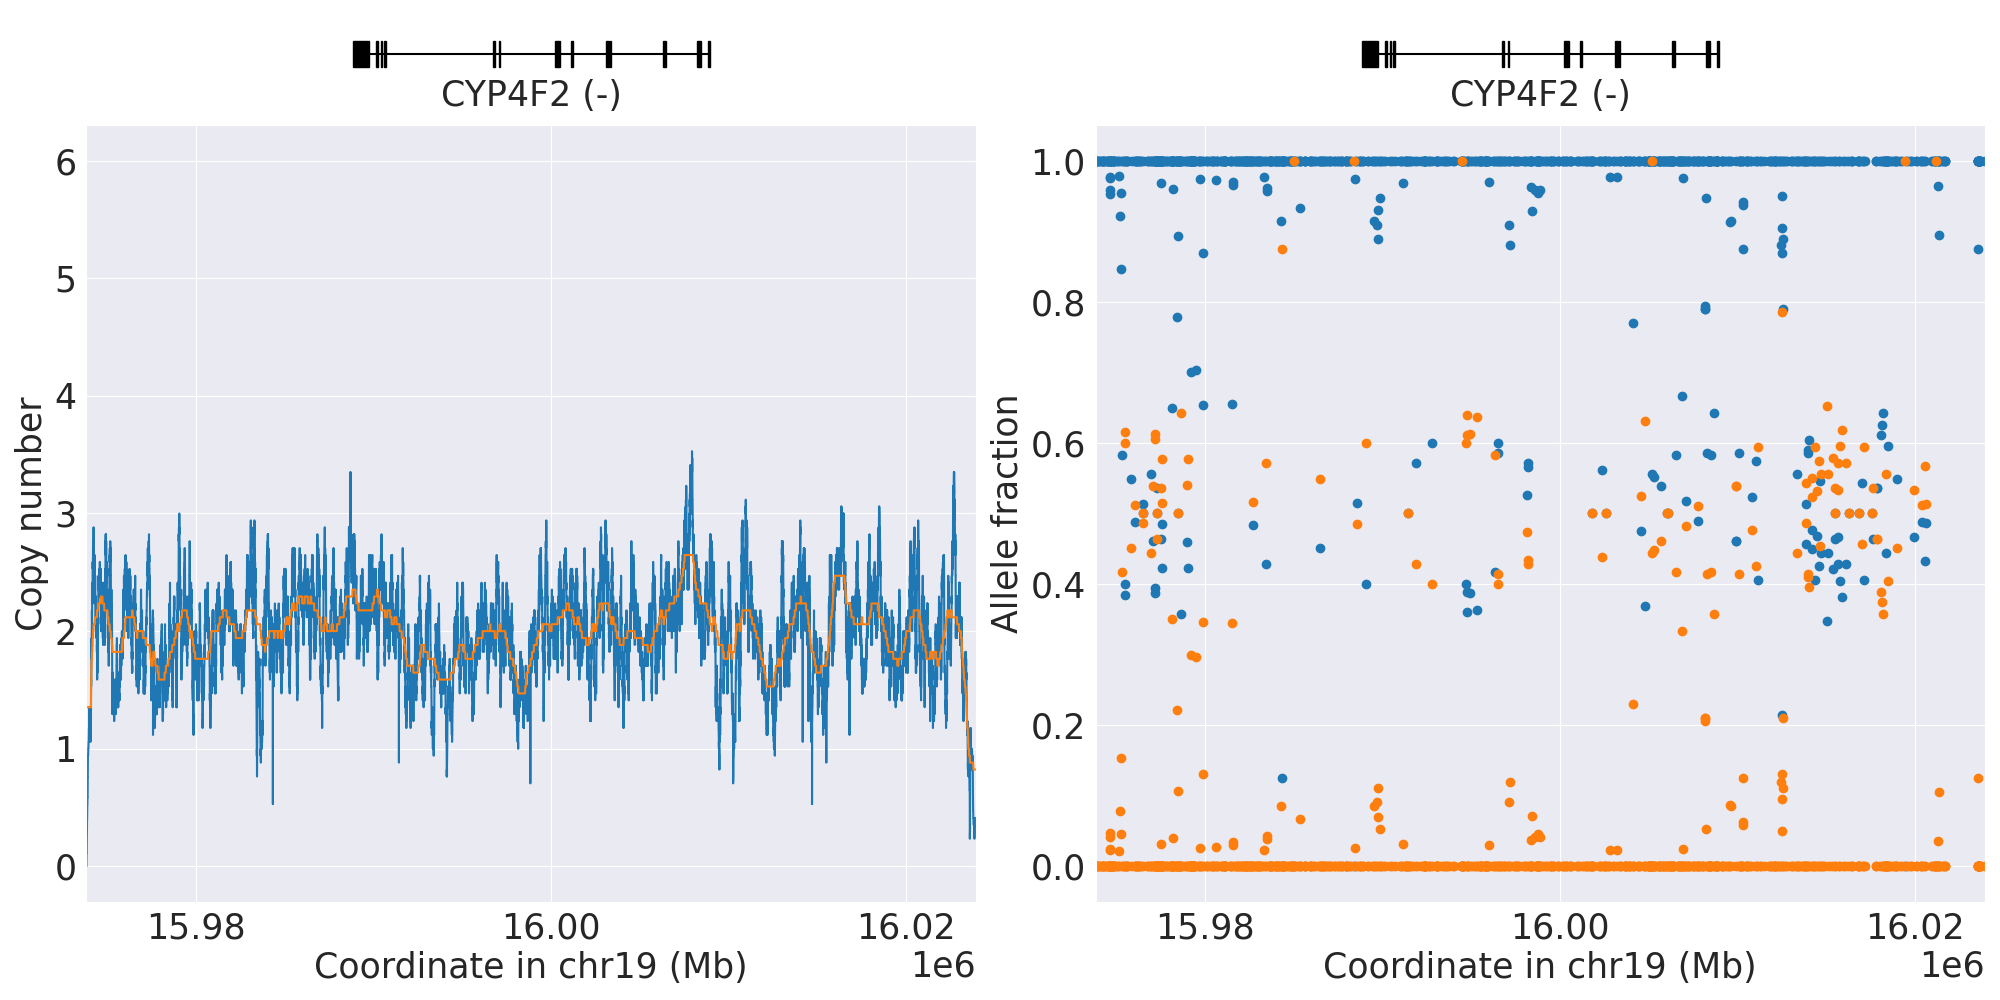 CYP4F2 (-)
6
5
4
3
2
1
0
Copy number
15.98
16.00
16.02
Coordinate in chr19 (Mb)
1e6
CYP4F2 (-)
1.0
0.8
0.6
0.4
0.2
0.0
Allele fraction
15.98
16.00
16.02
Coordinate in chr19 (Mb)
1e6